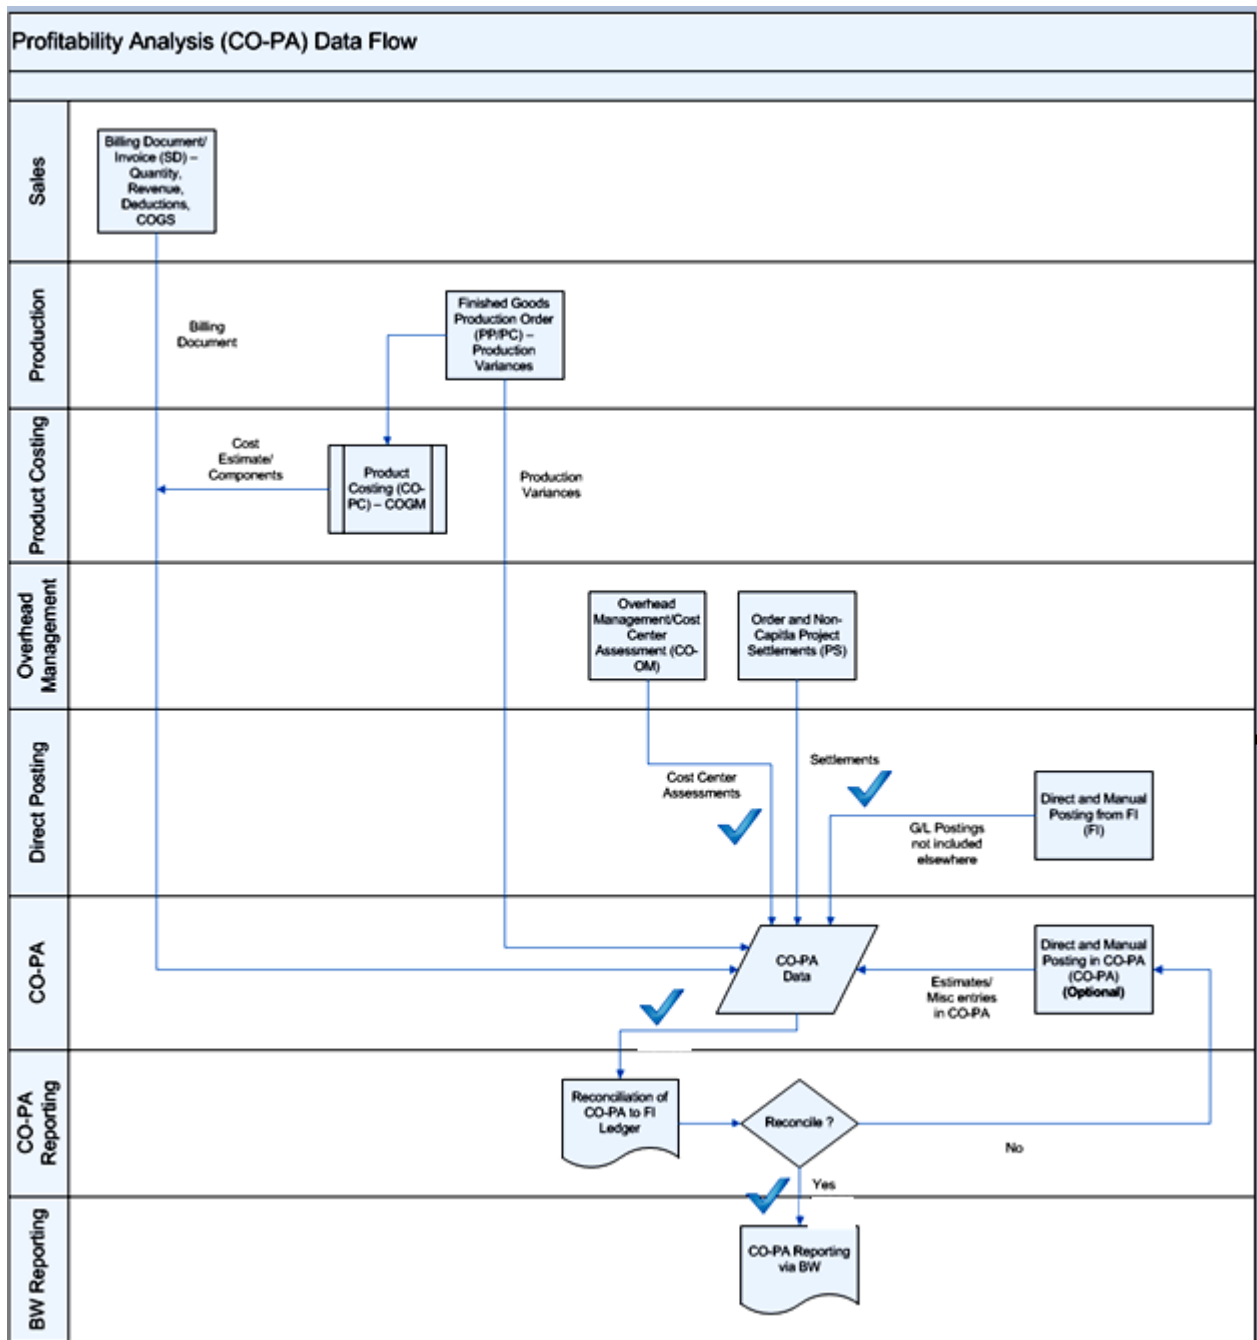 Profitability Analysis (CO-PA) Data Flow
Sales
Billing Document/
Invoice (SD) –
Quantity,
Revenue,
Deductions,
COGS
Production
Billing
Document
Finished Goods
Production Order
(PP/PC) –
Production
Variances
Product Costing
Cost
Estimate/
Components
Product
Costing (CO-
PC) – COGM
Production
Variances
Overhead
Management
Overhead
Management/Cost
Center
Assessment (CO-
OM)
Order and Non-
Capitla Project
Settlements (PS)
Direct Posting
Cost Center
Assessments
Settlements
G/L Postings
not included
elsewhere
Direct and Manual
Posting from FI
(FI)
CO-PA
CO-PA
Data
Estimates/
Misc entries
in CO-PA
Direct and Manual
Posting in CO-PA
(CO-PA)
(Optional)
CO-PA
Reporting
Reconciliation of
CO-PA to FI
Ledger
Reconcile ?
No
Yes
BW Reporting
CO-PA Reporting
via BW